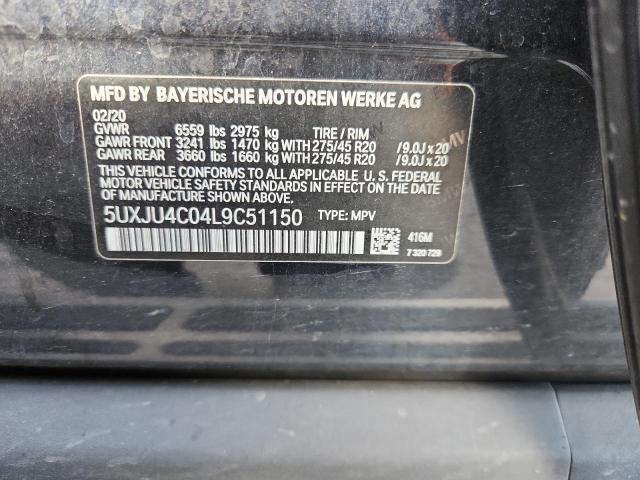 MFD BY BAYERISCHE MOTOREN WERKE AG
02/20
GVWR 6559 lbs 2975 kg TIRE / RIM
GAWR FRONT 3241 lbs 1470 kg WITH 275/45 R20 /9.0J x 20
GAWR REAR 3660 lbs 1660 kg WITH 275/45 R20 /9.0J x 20
THIS VEHICLE CONFORMS TO ALL APPLICABLE U. S. FEDERAL
MOTOR VEHICLE SAFETY STANDARDS IN EFFECT ON THE DATE
OF MANUFACTURE SHOWN ABOVE.
5UXJU4C04L9C51150 TYPE: MPV
416M
7 320 729